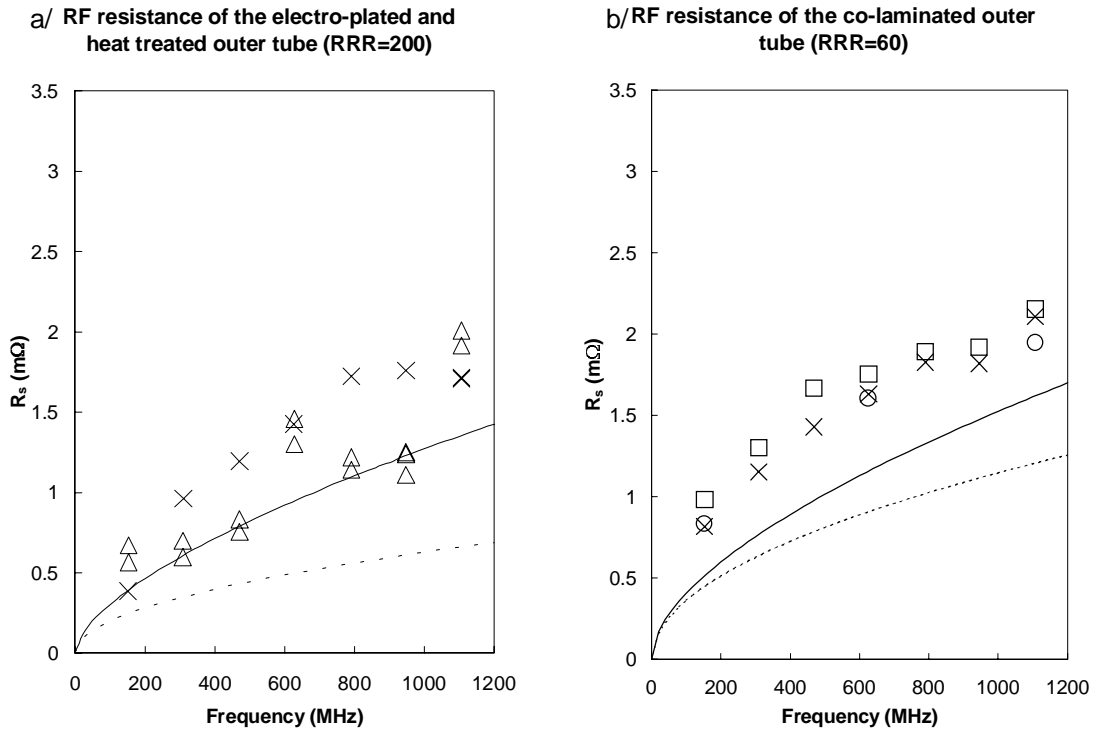 a/ RF resistance of the electro-plated and
heat treated outer tube (RRR=200)
3.5
3
2.5
2
1.5
1
0.5
0
Rs (mΩ)
0 200 400 600 800 1000 1200
Frequency (MHz)
b/ RF resistance of the co-laminated outer
tube (RRR=60)
3.5
3
2.5
2
1.5
1
0.5
0
Rs (mΩ)
0 200 400 600 800 1000 1200
Frequency (MHz)